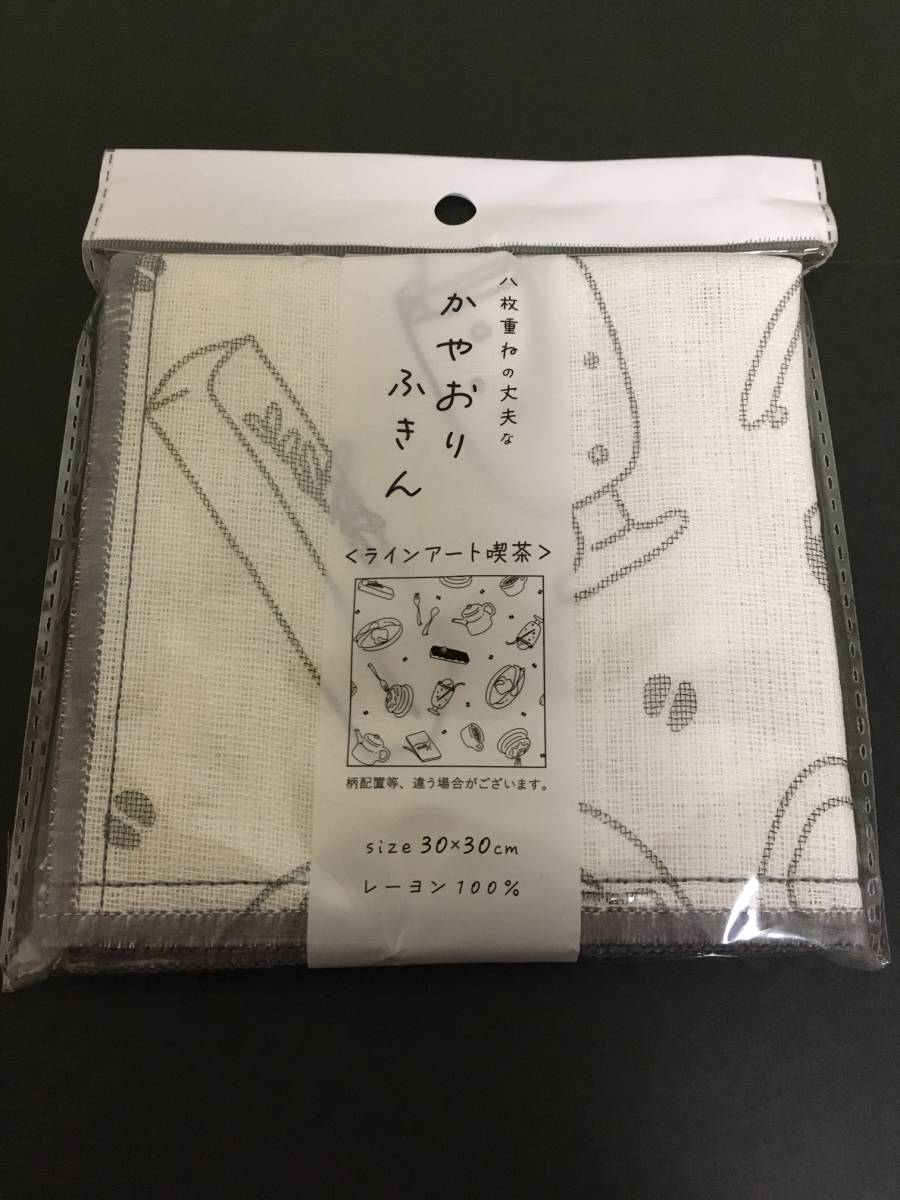 八枚重ねの丈夫な
かやおり
ふきん
<ラインアート喫茶>
柄配置等、違う場合がございます。
size 30×30cm
レーヨン100%